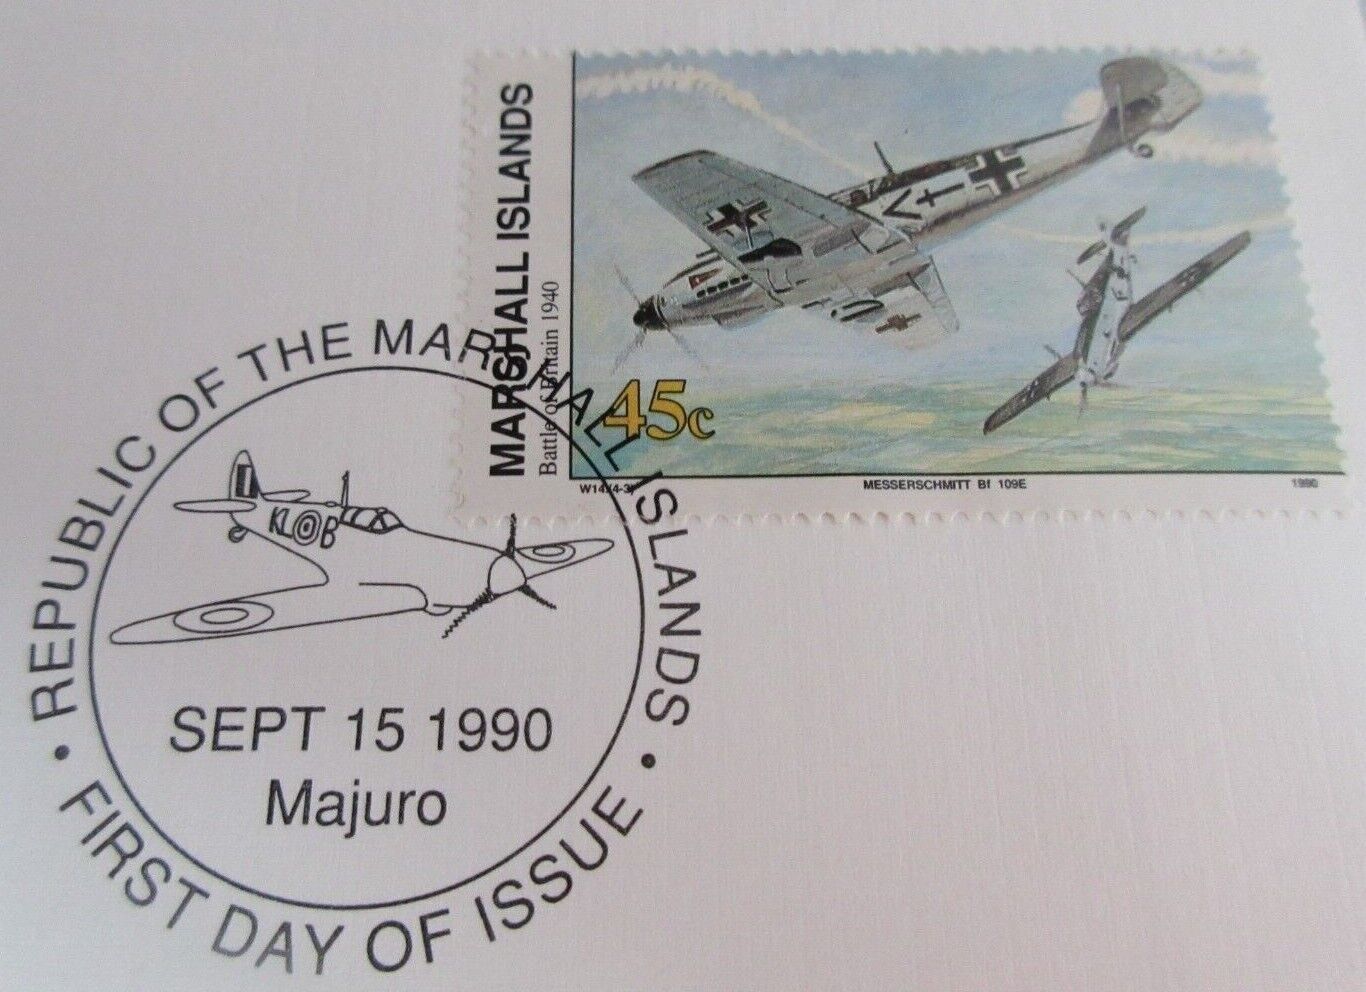 MARSHALL ISLANDS
Battle of Britain 1940
45c
MESSERSCHMITT Bf 109E
1990
REPUBLIC OF THE MARSHALL ISLANDS
KL B
SEPT 15 1990
Majuro
• FIRST DAY OF ISSUE •